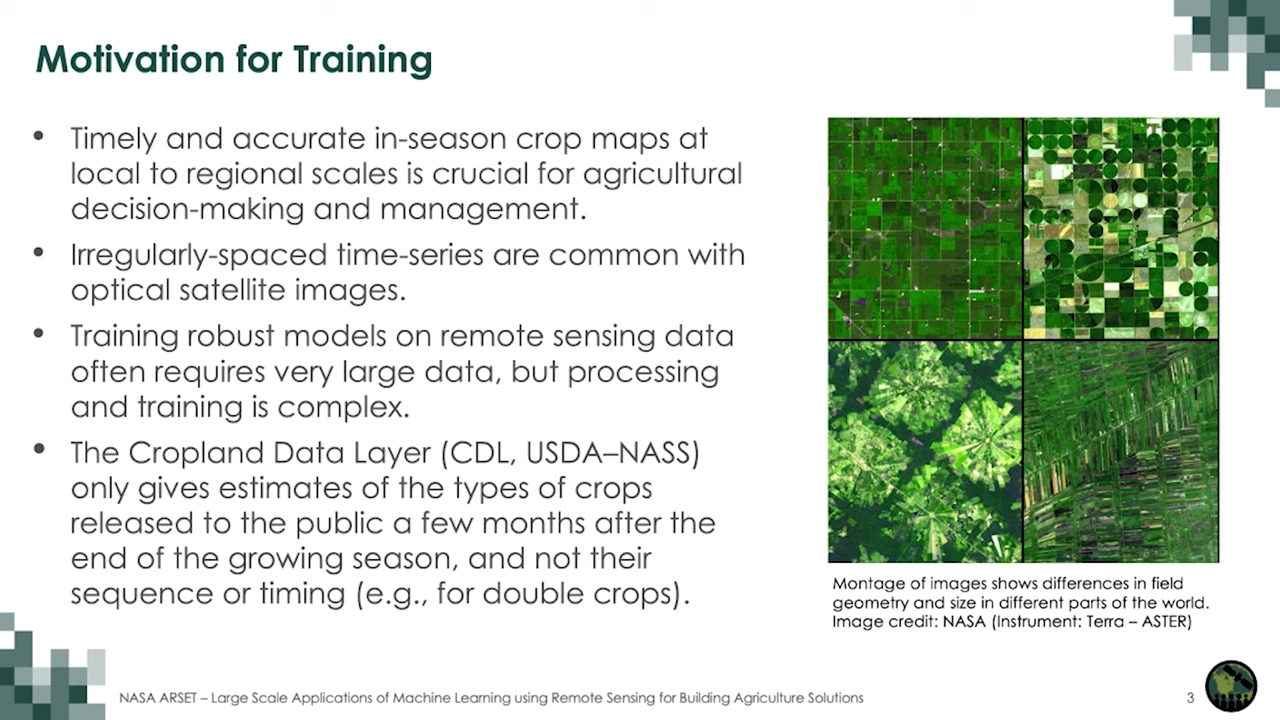 Motivation for Training
• Timely and accurate in-season crop maps at
local to regional scales is crucial for agricultural
decision-making and management.
• Irregularly-spaced time-series are common with
optical satellite images.
• Training robust models on remote sensing data
often requires very large data, but processing
and training is complex.
• The Cropland Data Layer (CDL, USDA–NASS)
only gives estimates of the types of crops
released to the public a few months after the
end of the growing season, and not their
sequence or timing (e.g., for double crops).
Montage of images shows differences in field
geometry and size in different parts of the world.
Image credit: NASA (Instrument: Terra – ASTER)
NASA ARSET – Large Scale Applications of Machine Learning using Remote Sensing for Building Agriculture Solutions
3